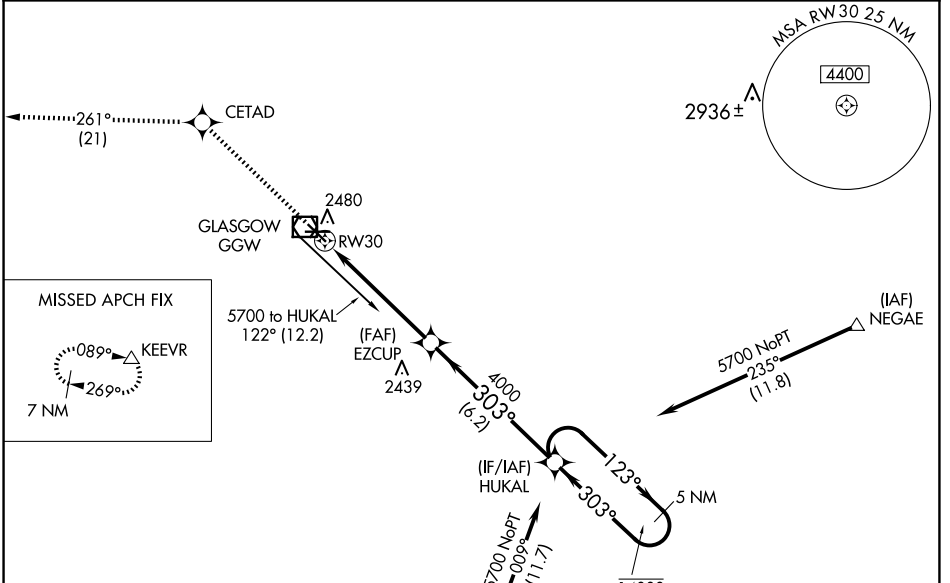 MSA RW30 25 NM
4400
2936±
CETAD
261°
(21)
2480
GLASGOW
GGW
RW30
MISSED APCH FIX
089°
KEEVR
269°
7 NM
5700 to HUKAL
122° (12.2)
(FAF)
EZCUP
2439
(IAF)
NEGAE
5700 NoPT
235°
(11.8)
4000
303°
(6.2)
(IF/IAF)
HUKAL
123°
303°
5 NM
5700 NoPT
009°
(11.7)